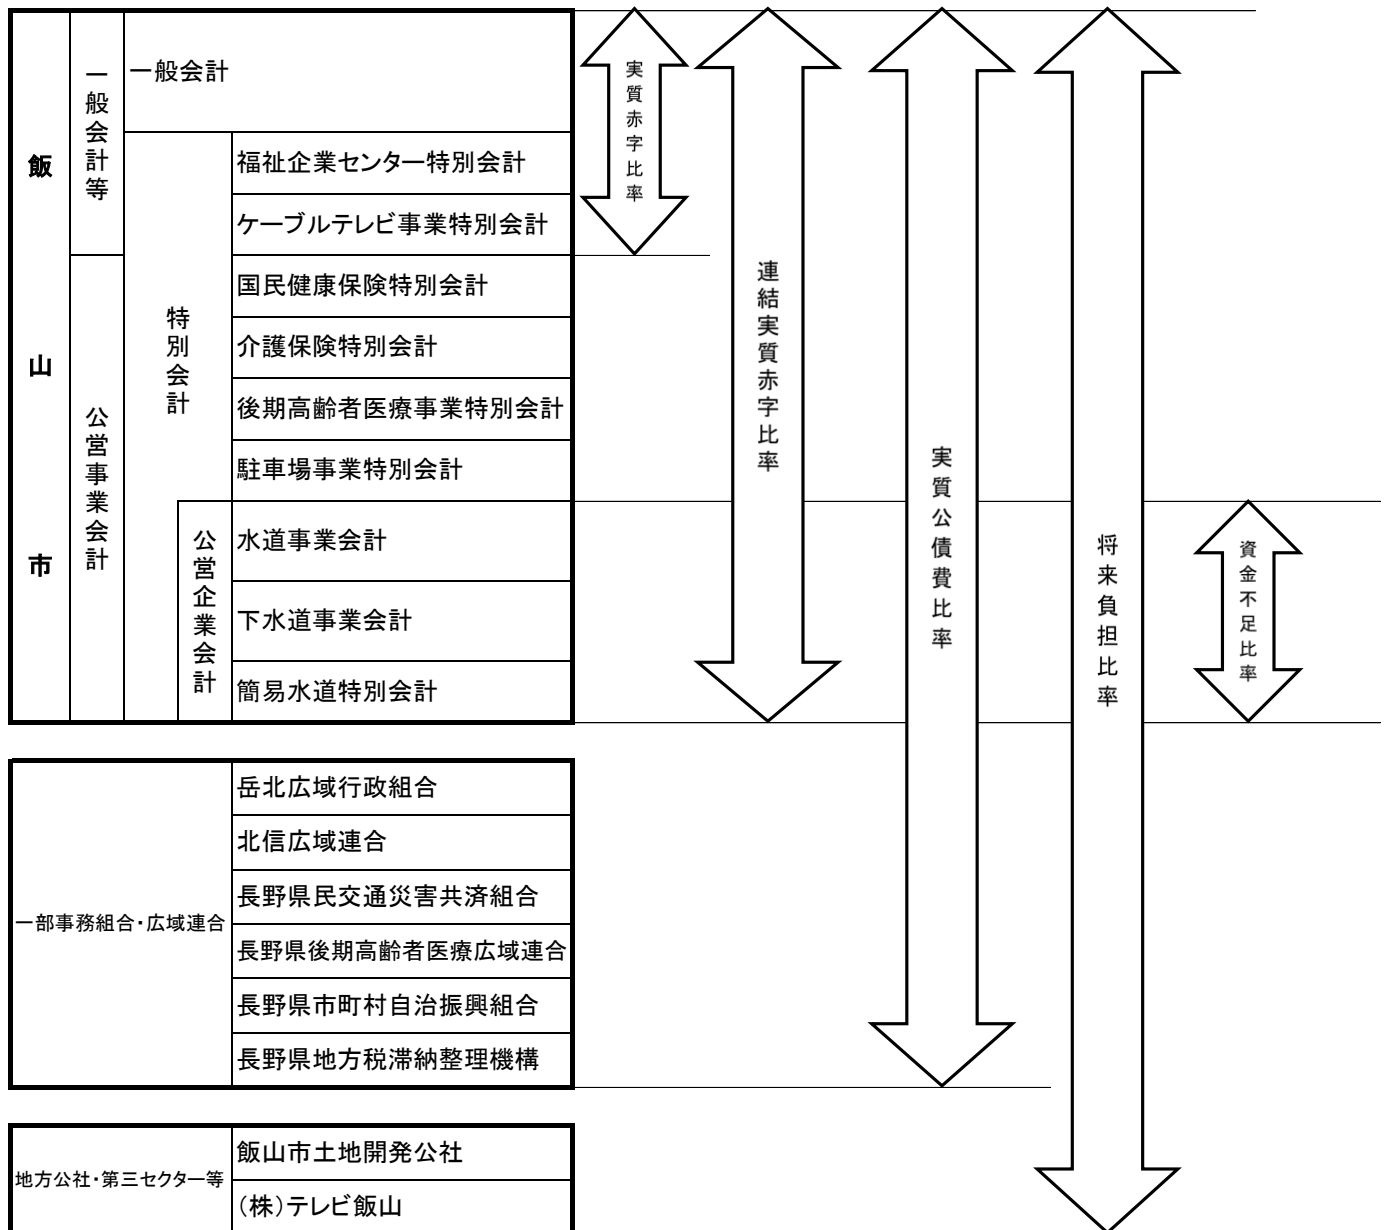 飯山市
一般会計等
一般会計
特別会計
福祉企業センター特別会計
ケーブルテレビ事業特別会計
公営事業会計
国民健康保険特別会計
介護保険特別会計
後期高齢者医療事業特別会計
駐車場事業特別会計
公営企業会計
水道事業会計
下水道事業会計
簡易水道特別会計
実質赤字比率
連結実質赤字比率
実質公債費比率
将来負担比率
資金不足比率
一部事務組合・広域連合
岳北広域行政組合
北信広域連合
長野県民交通災害共済組合
長野県後期高齢者医療広域連合
長野県市町村自治振興組合
長野県地方税滞納整理機構
地方公社・第三セクター等
飯山市土地開発公社
(株)テレビ飯山